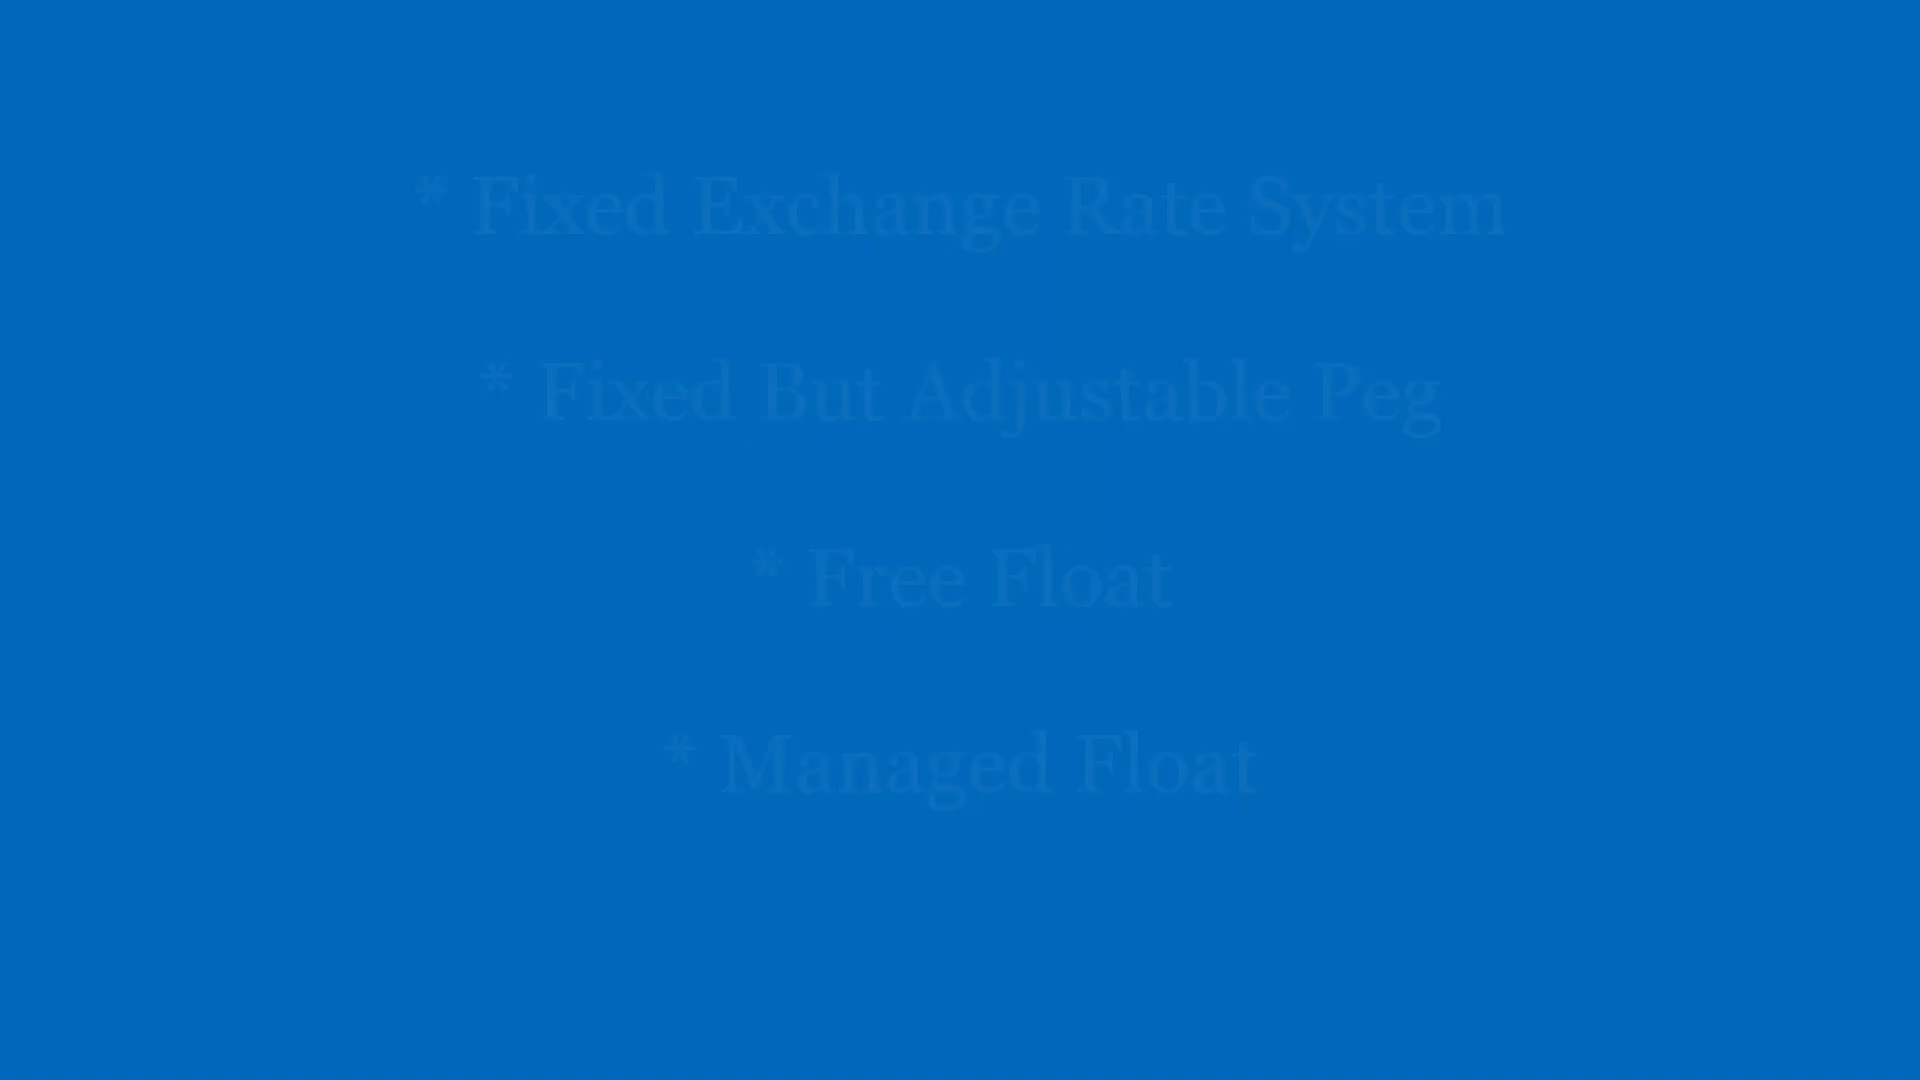 * Fixed Exchange Rate System
* Fixed But Adjustable Peg
* Free Float
* Managed Float